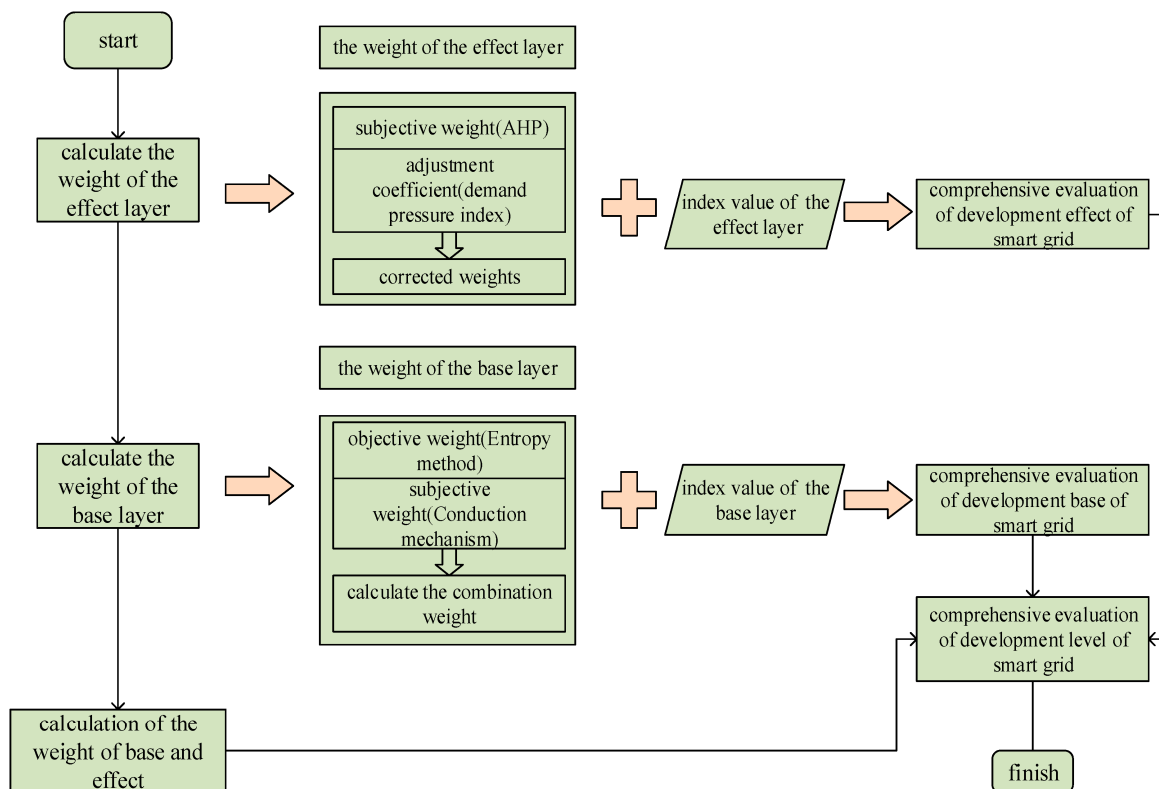 start
the weight of the effect layer
calculate the
weight of the
effect layer
subjective weight(AHP)
adjustment
coefficient(demand
pressure index)
corrected weights
index value of the
effect layer
comprehensive evaluation
of development effect of
smart grid
the weight of the base layer
calculate the
weight of the
base layer
objective weight(Entropy
method)
subjective
weight(Conduction
mechanism)
calculate the combination
weight
index value of the
base layer
comprehensive evaluation
of development base of
smart grid
comprehensive evaluation
of development level of
smart grid
calculation of the
weight of base and
effect
finish